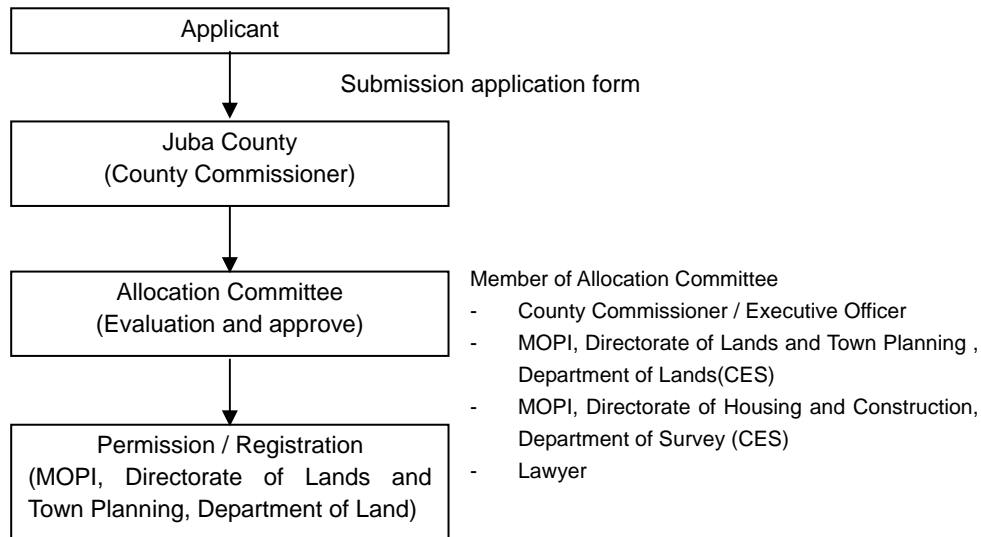 Applicant
Submission application form
Juba County
(County Commissioner)
Allocation Committee
(Evaluation and approve)
Member of Allocation Committee
- County Commissioner / Executive Officer
- MOPI, Directorate of Lands and Town Planning ,
Department of Lands(CES)
- MOPI, Directorate of Housing and Construction,
Department of Survey (CES)
- Lawyer
Permission / Registration
(MOPI, Directorate of Lands and
Town Planning, Department of Land)